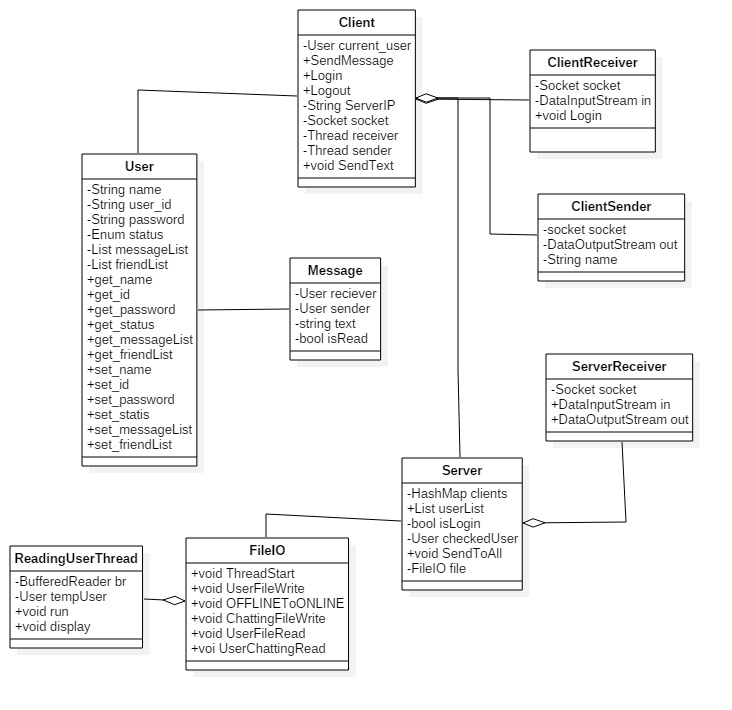 Client
-User current_user
+SendMessage
+Login
+Logout
-String ServerIP
-Socket socket
-Thread receiver
-Thread sender
+void SendText
ClientReceiver
-Socket socket
-DataInputStream in
+void Login
User
-String name
-String user_id
-String password
-Enum status
-List messageList
-List friendList
+get_name
+get_id
+get_password
+get_status
+get_messageList
+get_friendList
+set_name
+set_id
+set_password
+set_statis
+set_messageList
+set_friendList
ClientSender
-socket socket
-DataOutputStream out
-String name
Message
-User reciever
-User sender
-string text
-bool isRead
ServerReceiver
-Socket socket
+DataInputStream in
+DataOutputStream out
Server
-HashMap clients
+List userList
-bool isLogin
-User checkedUser
+void SendToAll
-FileIO file
FileIO
+void ThreadStart
+void UserFileWrite
+void OFFLINEToONLINE
+void ChattingFileWrite
+void UserFileRead
+voi UserChattingRead
ReadingUserThread
-BufferedReader br
-User tempUser
+void run
+void display